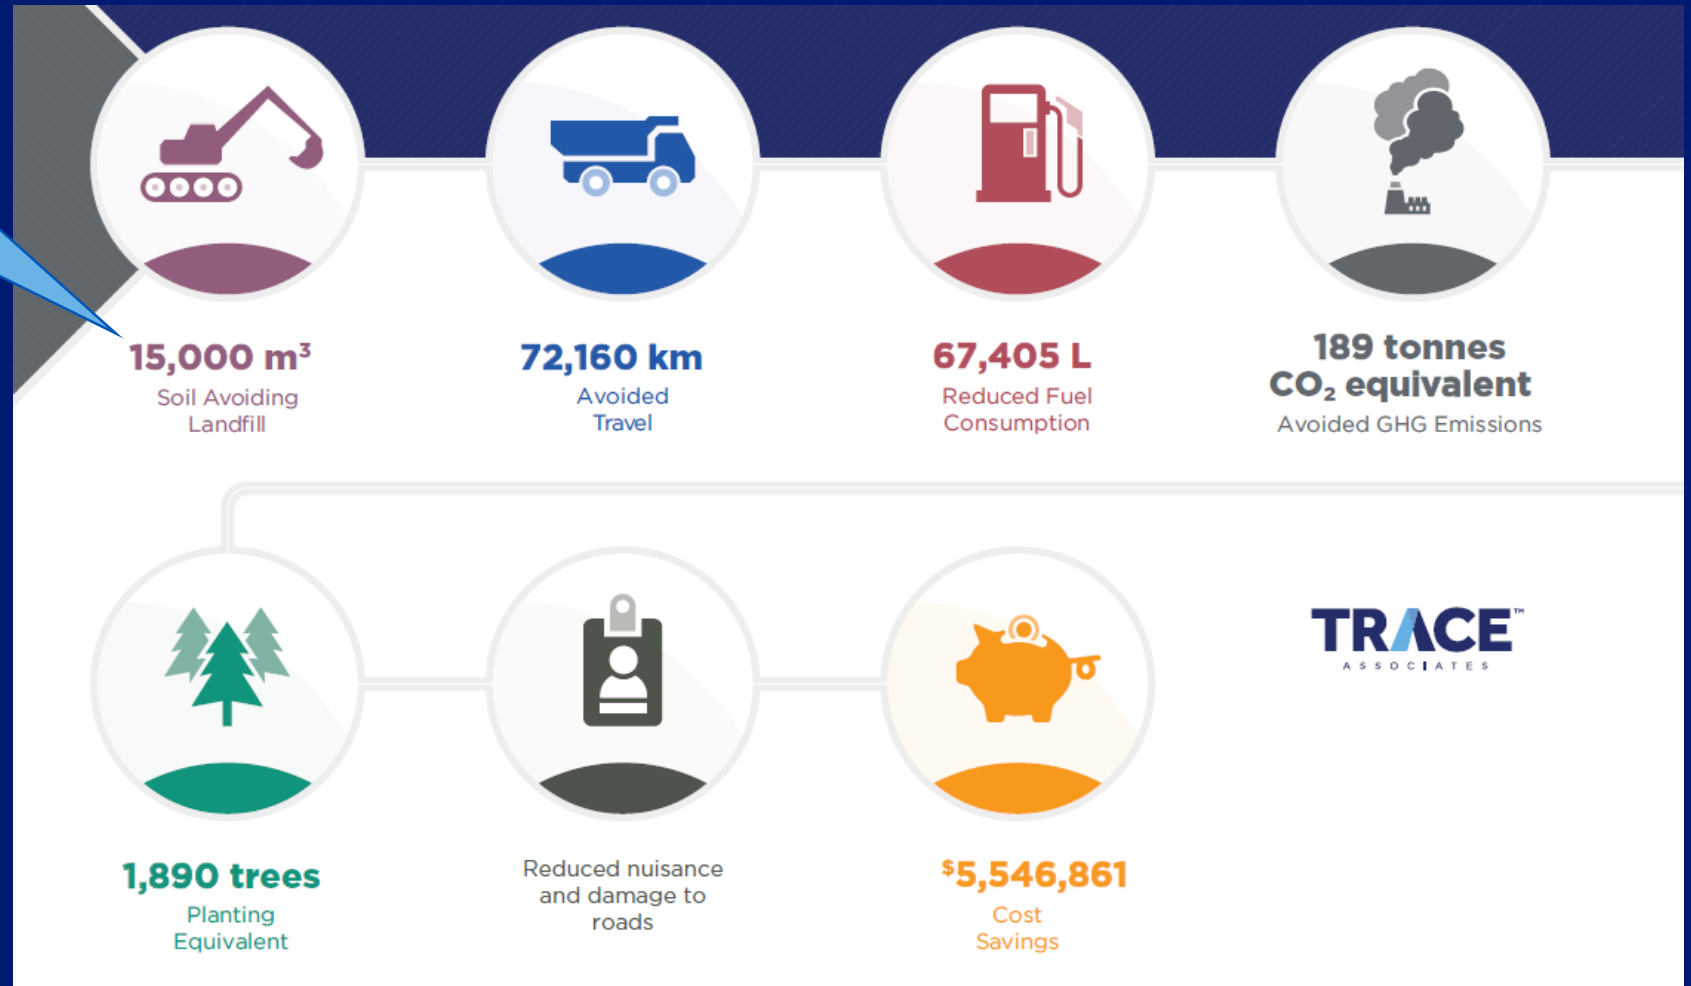 15,000 m³
Soil Avoiding
Landfill
72,160 km
Avoided
Travel
67,405 L
Reduced Fuel
Consumption
189 tonnes
CO₂ equivalent
Avoided GHG Emissions
1,890 trees
Planting
Equivalent
Reduced nuisance
and damage to
roads
$5,546,861
Cost
Savings
TRACE™
ASSOCIATES